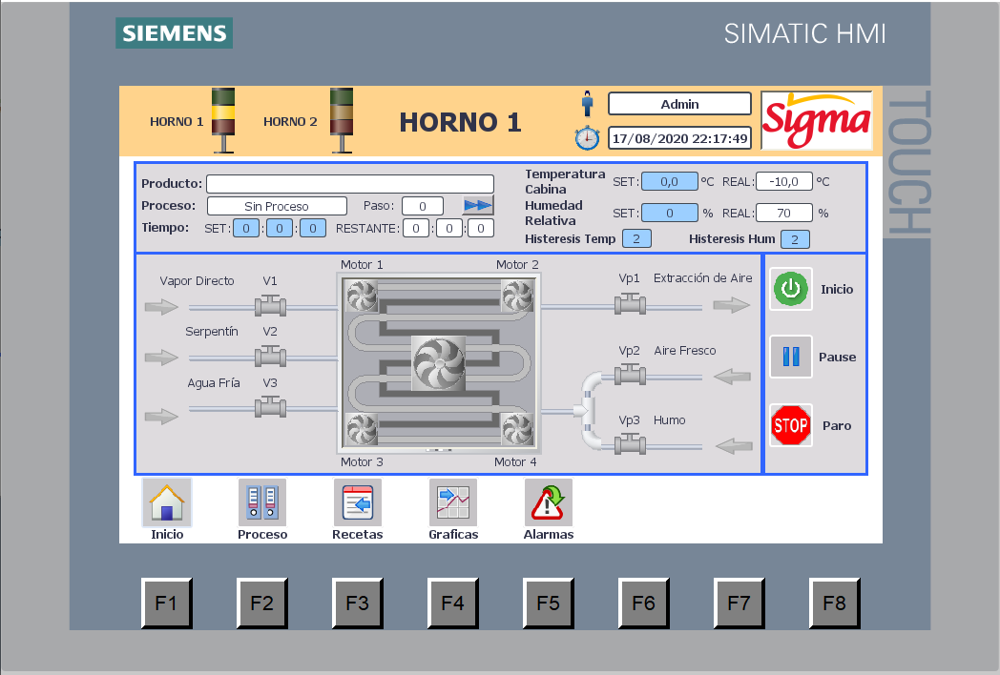 SIEMENS
SIMATIC HMI
TOUCH
HORNO 1
HORNO 2
HORNO 1
Admin
17/08/2020 22:17:49
Sigma
Producto:
Proceso: Sin Proceso Paso: 0
Tiempo: SET: 0 : 0 : 0 RESTANTE: 0 : 0 : 0
Temperatura Cabina SET: 0,0 °C REAL: -10,0 °C
Humedad Relativa SET: 0 % REAL: 70 %
Histeresis Temp 2 Histeresis Hum 2
Motor 1 Motor 2
Vapor Directo V1
Serpentín V2
Agua Fría V3
Vp1 Extracción de Aire
Vp2 Aire Fresco
Vp3 Humo
Motor 3 Motor 4
Inicio
Pause
STOP Paro
Inicio Proceso Recetas Graficas Alarmas
F1 F2 F3 F4 F5 F6 F7 F8